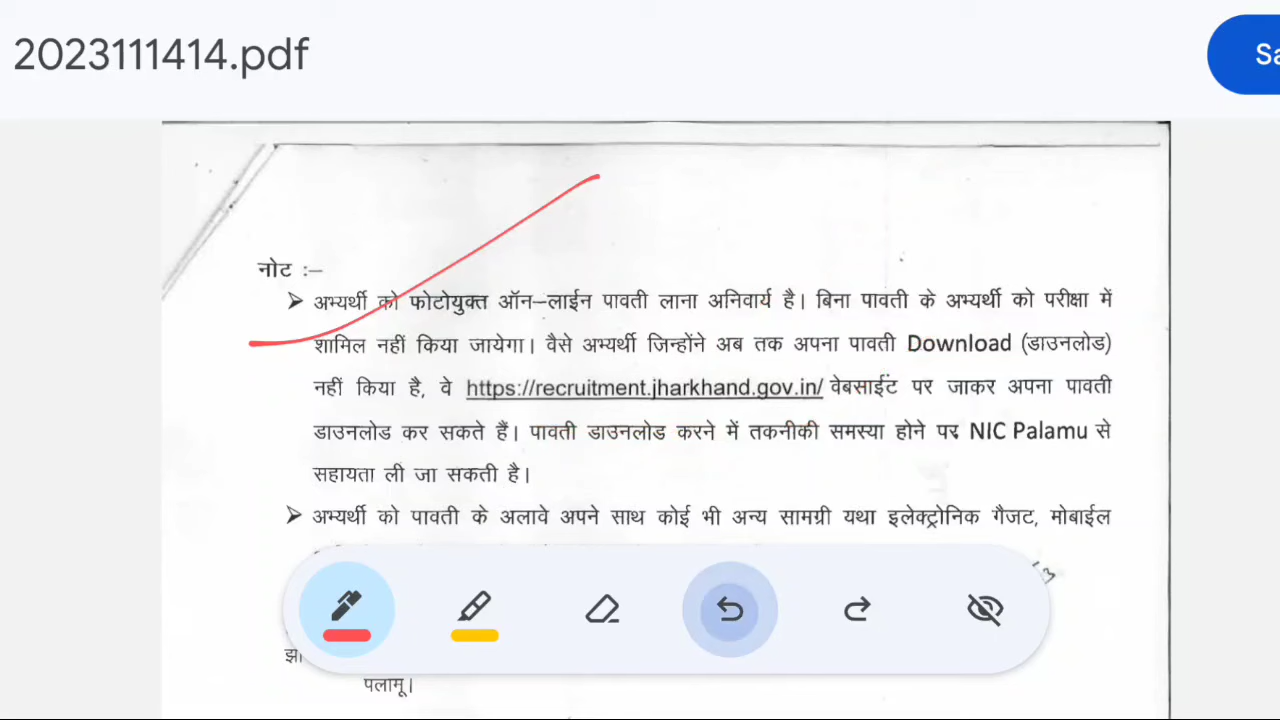 2023111414.pdf
Sa
नोट :–
➢ अभ्यर्थी को फोटोयुक्त ऑन–लाईन पावती लाना अनिवार्य है। बिना पावती के अभ्यर्थी को परीक्षा में
शामिल नहीं किया जायेगा। वैसे अभ्यर्थी जिन्होंने अब तक अपना पावती Download (डाउनलोड)
नहीं किया है, वे https://recruitment.jharkhand.gov.in/ वेबसाईट पर जाकर अपना पावती
डाउनलोड कर सकते हैं। पावती डाउनलोड करने में तकनीकी समस्या होने पर NIC Palamu से
सहायता ली जा सकती है।
➢ अभ्यर्थी को पावती के अलावे अपने साथ कोई भी अन्य सामग्री यथा इलेक्ट्रोनिक गैजट, मोबाईल
पलामू।